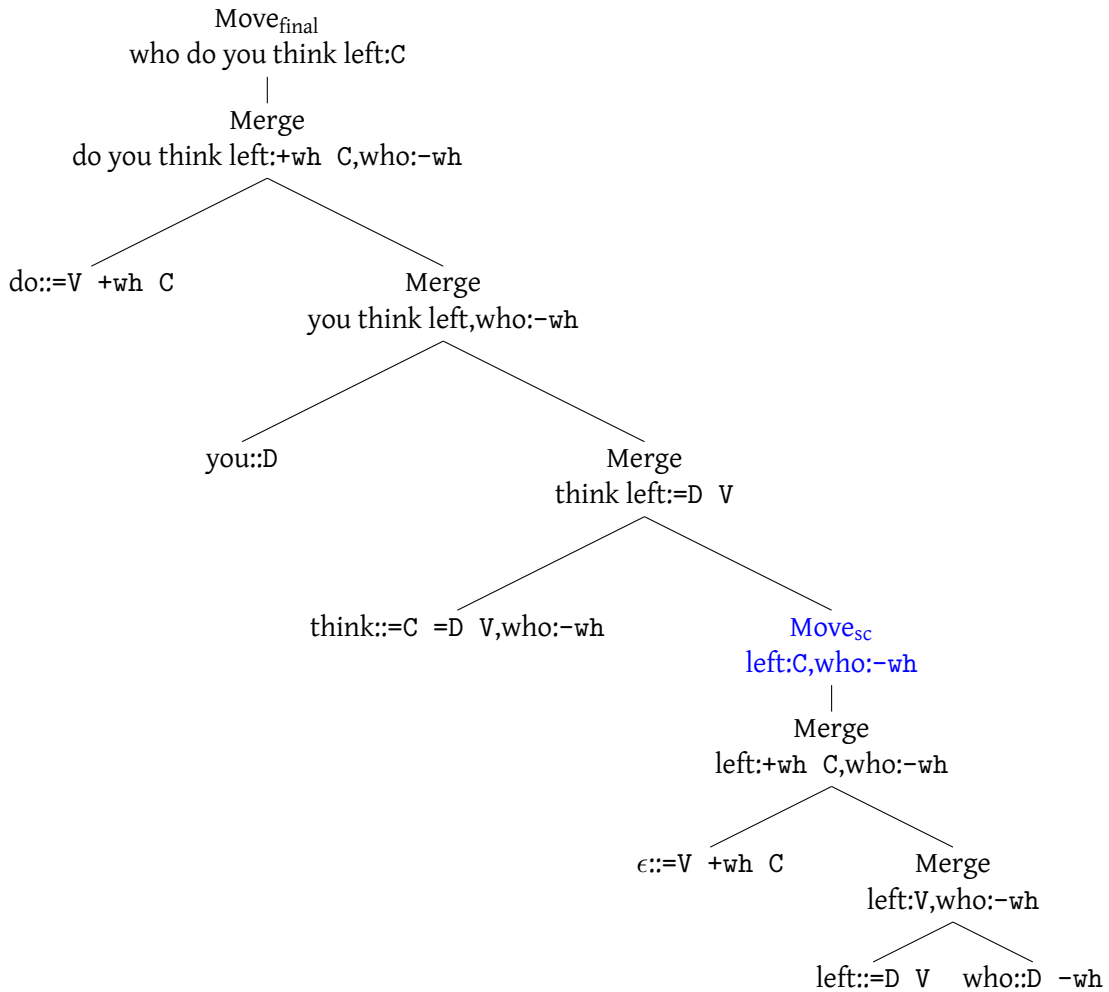 Move_final
who do you think left:C
Merge
do you think left:+wh C,who:-wh
do::=V +wh C
Merge
you think left,who:-wh
you::D
Merge
think left:=D V
think::=C =D V,who:-wh
Move_sc
left:C,who:-wh
Merge
left:+wh C,who:-wh
ϵ::=V +wh C
Merge
left:V,who:-wh
left::=D V
who::D -wh